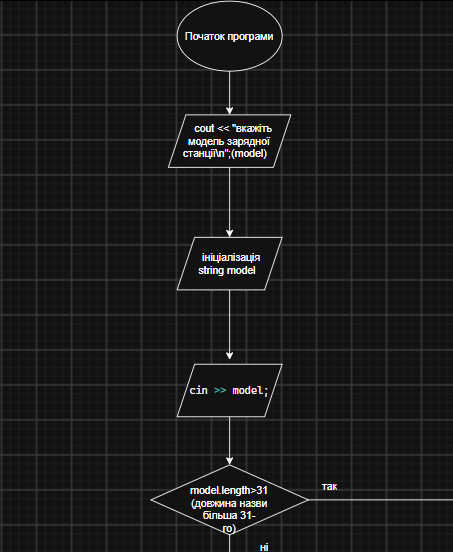 Початок програми
cout << "вкажіть
модель зарядної
станції\n";(model)
ініціалізація
string model
cin >> model;
model.length>31
(довжина назви
більша 31-
го)
так
ні